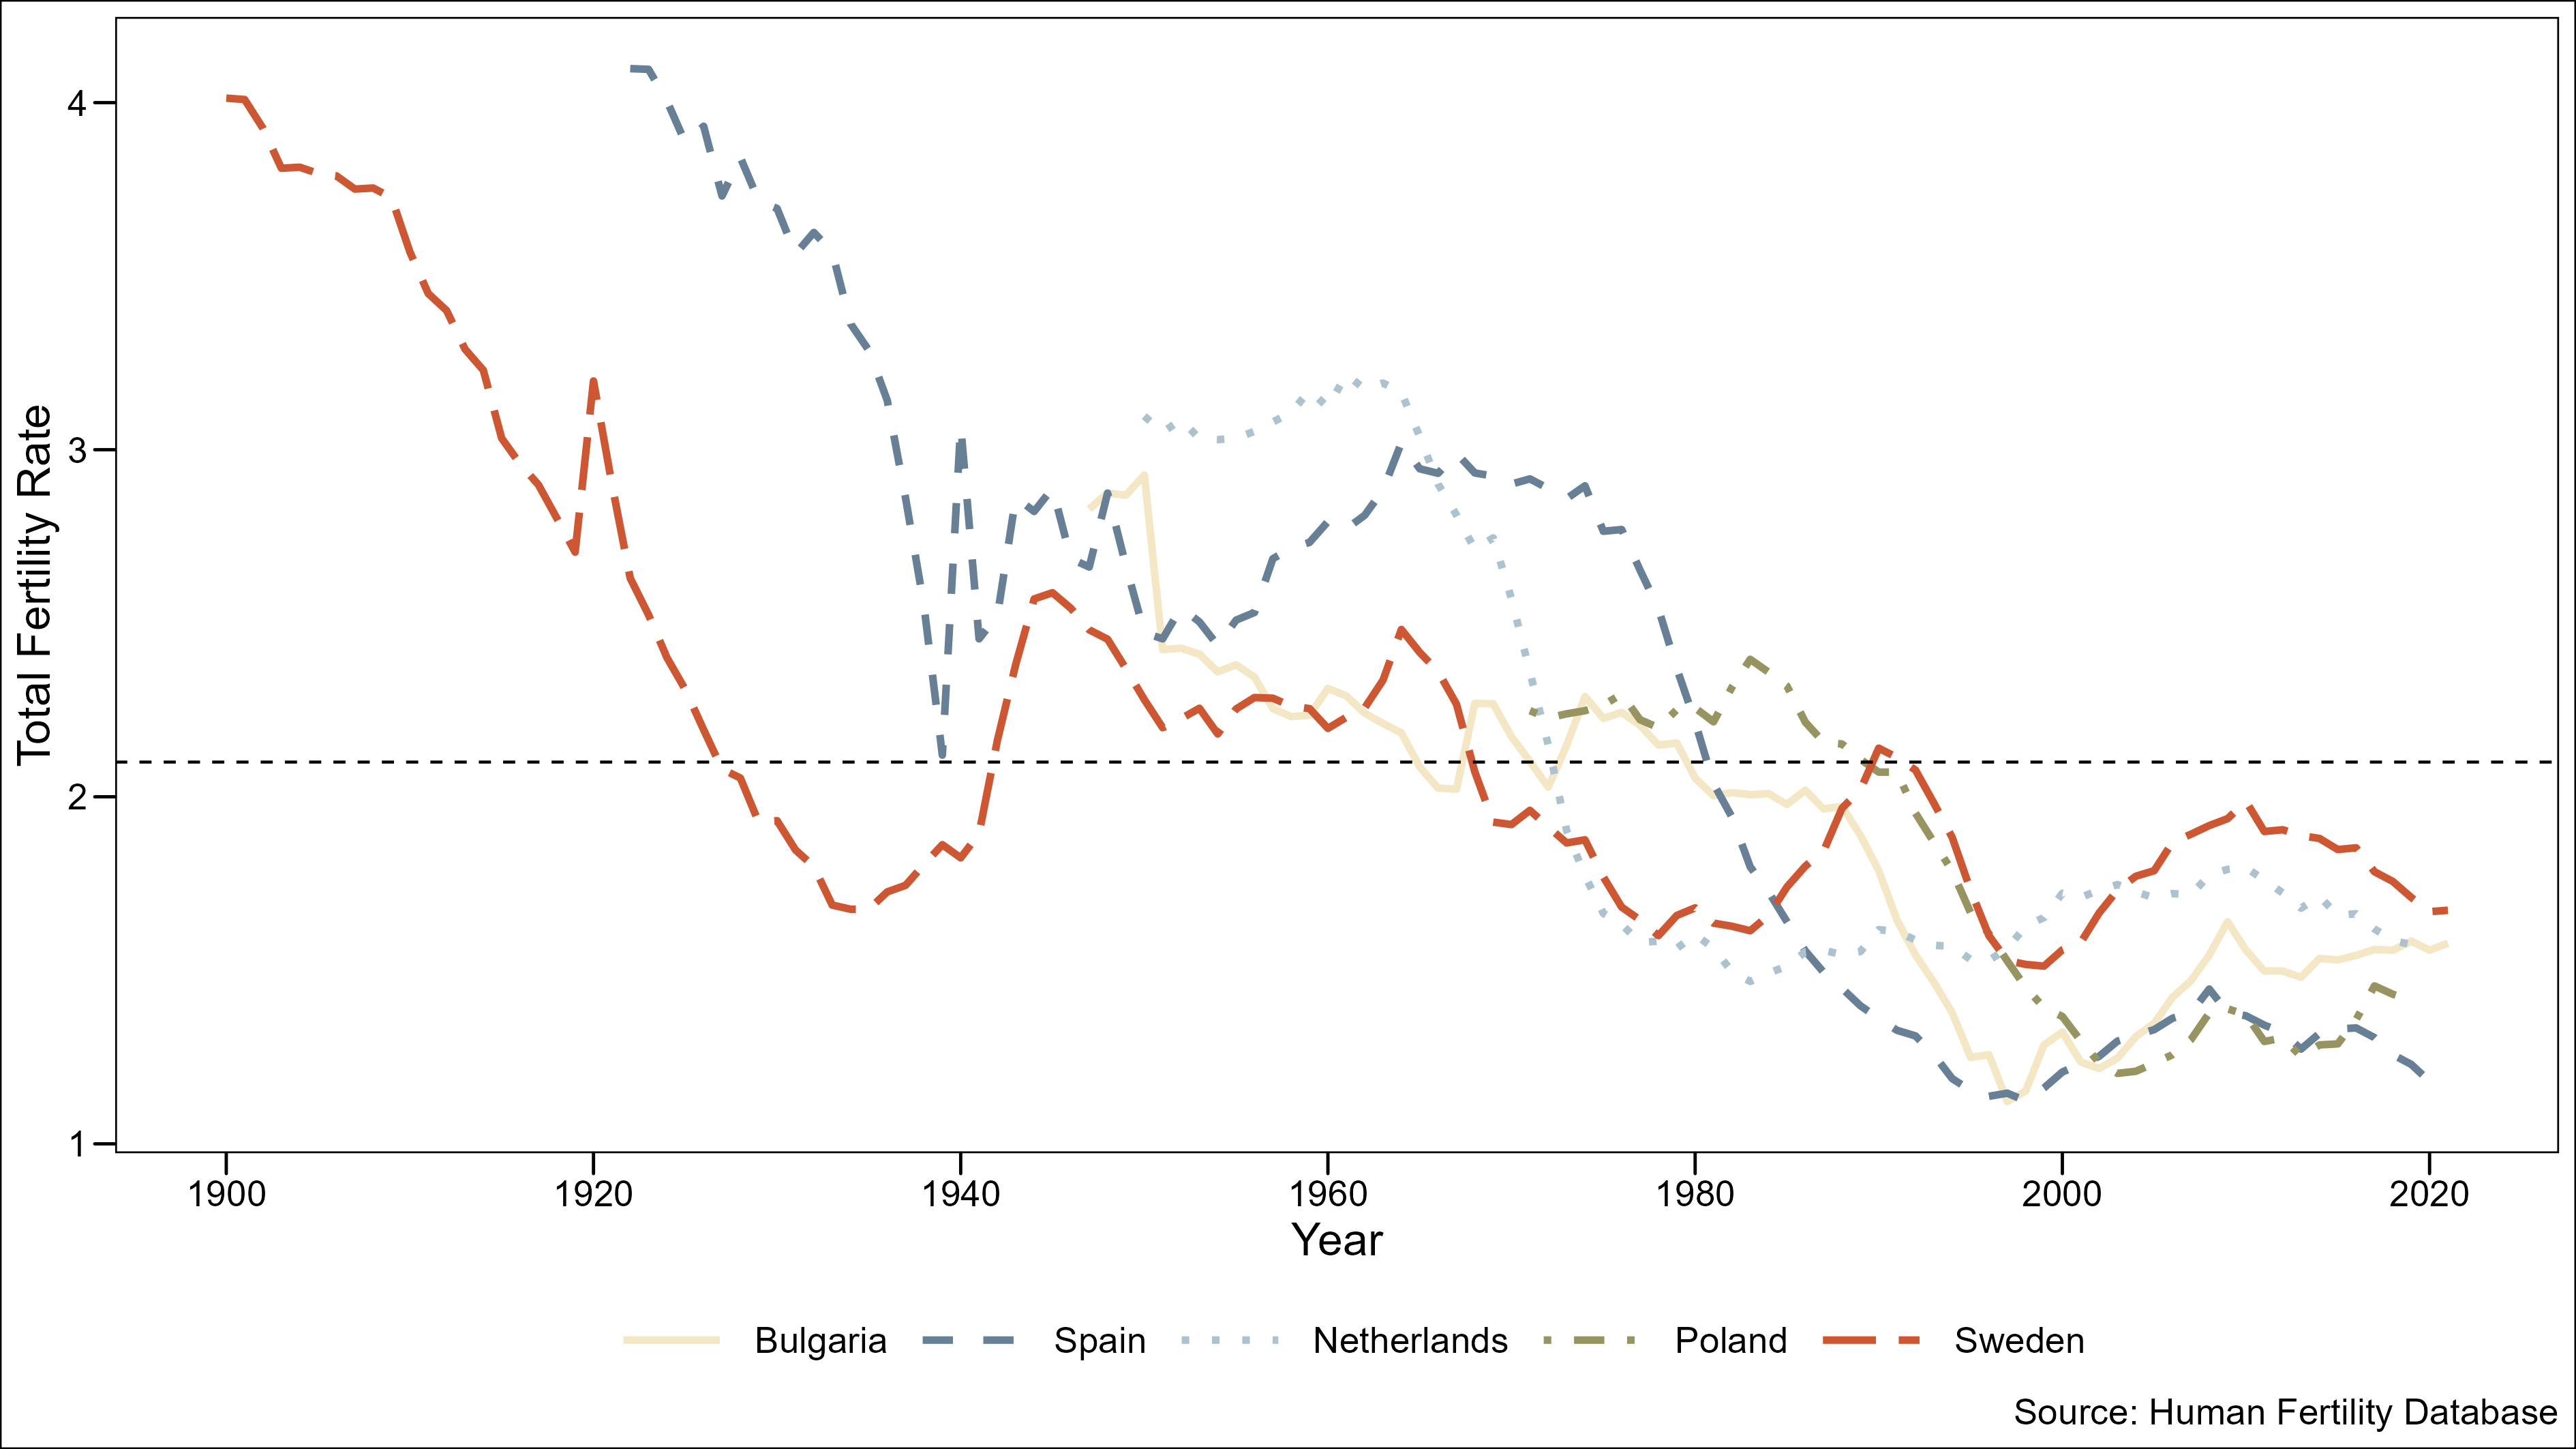 Total Fertility Rate
4
3
2
1
1900 1920 1940 1960 1980 2000 2020
Year
Bulgaria Spain Netherlands Poland Sweden
Source: Human Fertility Database